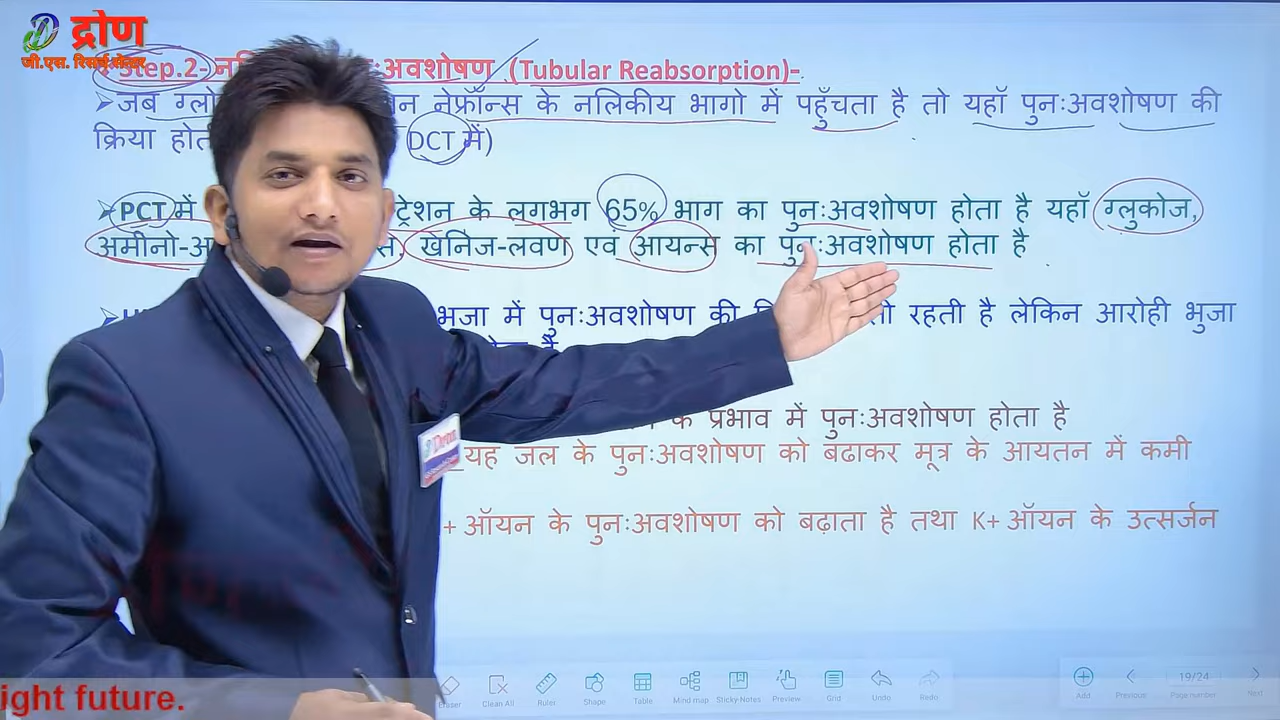 द्रोण
जी.एस. रिसर्च सेन्टर
Step.2- अवशोषण (Tubular Reabsorption)-
➢जब नेफ्रॉन्स के नलिकीय भागो में पहुँचता है तो यहाॅ पुनःअवशोषण की
क्रिया DCT में)
➢PCT में के लगभग 65% भाग का पुनःअवशोषण होता है यहाॅ ग्लुकोज,
अमीनो- खनिज-लवण एवं आयन्स का पुनःअवशोषण होता है
भुजा में पुनःअवशोषण की रहती है लेकिन आरोही भुजा
है
के प्रभाव में पुनःअवशोषण होता है
यह जल के पुनःअवशोषण को बढाकर मूत्र के आयतन में कमी
+ ऑयन के पुनःअवशोषण को बढ़ाता है तथा K+ ऑयन के उत्सर्जन
Drona
ight future.
Eraser Clean All Ruler Shape Table Mind map Sticky-Notes Preview Grid Undo Redo Add Previous 19/24 Page number Next